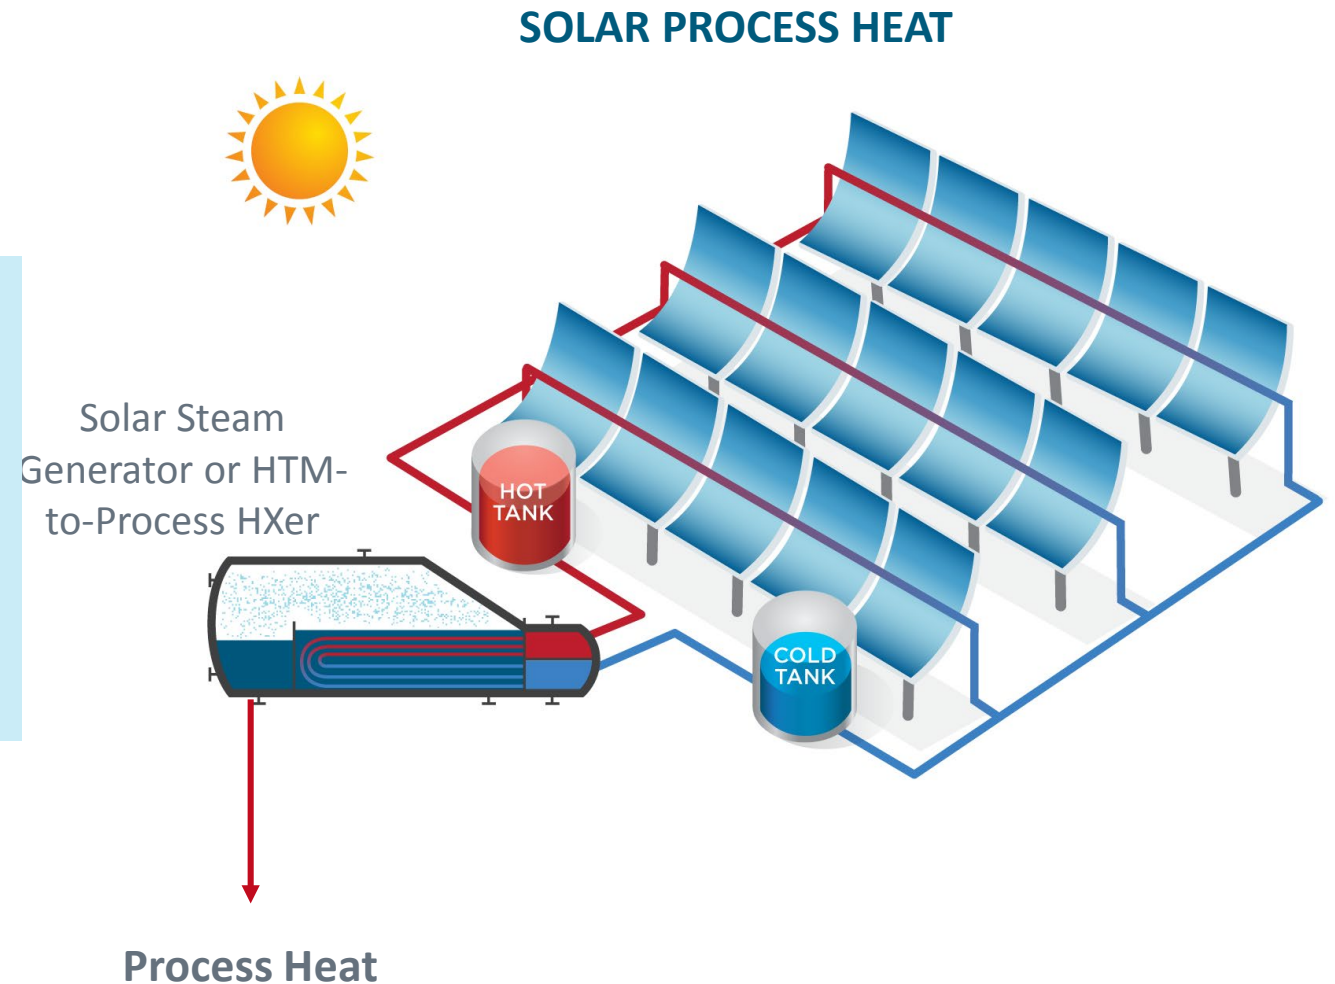 SOLAR PROCESS HEAT
Solar Steam
Generator or HTM-
to-Process HXer
HOT
TANK
COLD
TANK
Process Heat